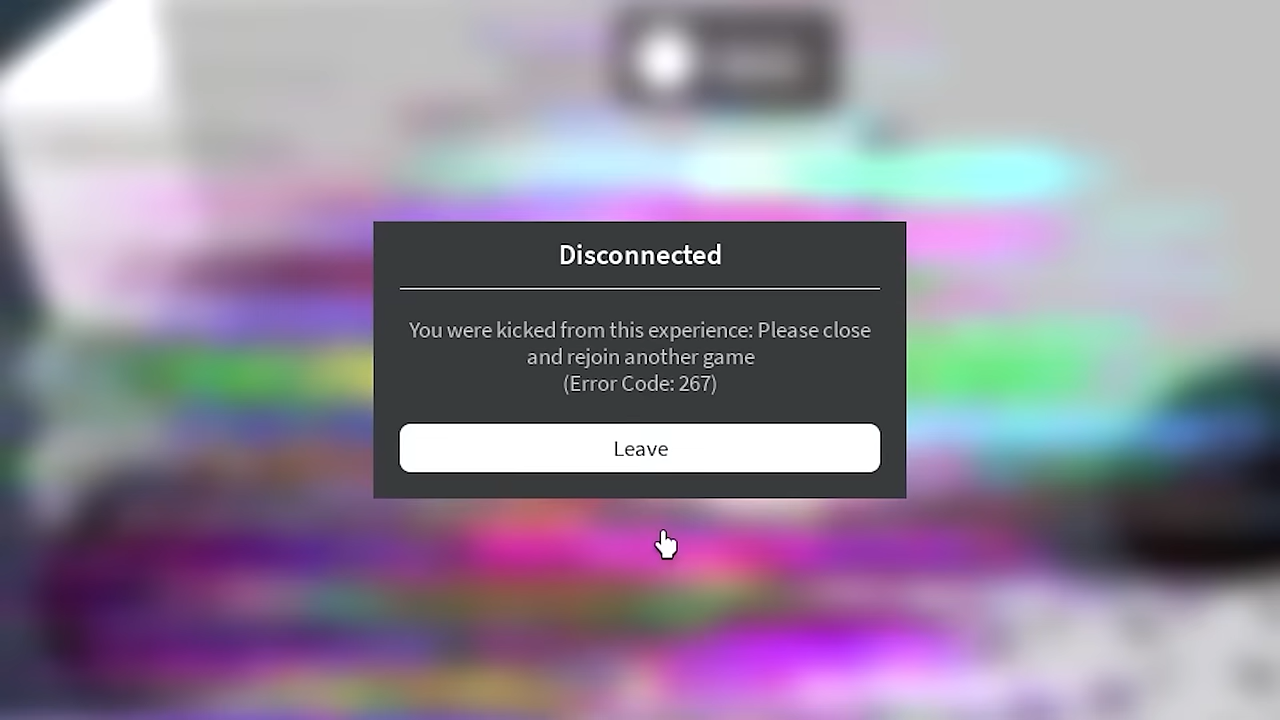 Disconnected
You were kicked from this experience: Please close
and rejoin another game
(Error Code: 267)
Leave